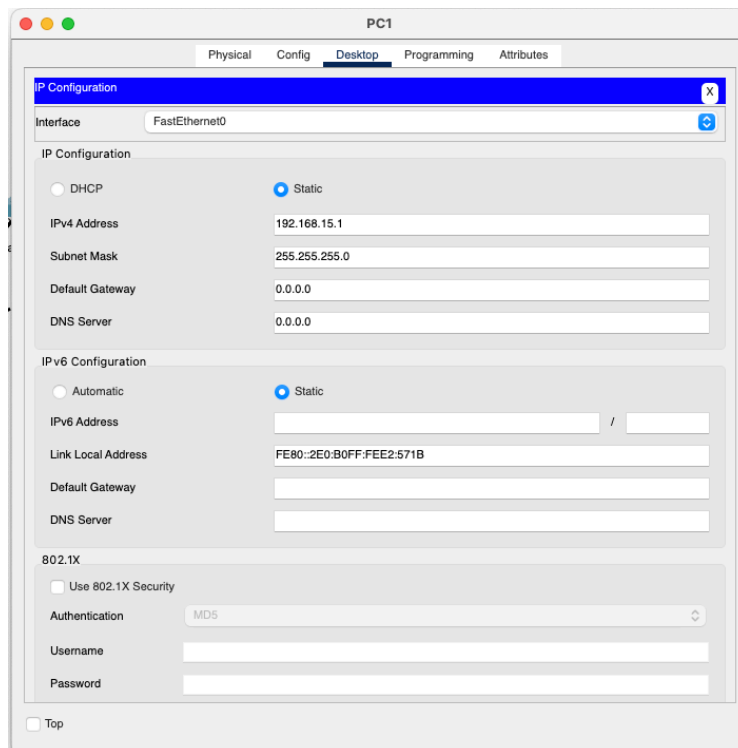 PC1
Physical Config Desktop Programming Attributes
IP Configuration X
Interface FastEthernet0
IP Configuration
DHCP Static
IPv4 Address 192.168.15.1
Subnet Mask 255.255.255.0
Default Gateway 0.0.0.0
DNS Server 0.0.0.0
IPv6 Configuration
Automatic Static
IPv6 Address /
Link Local Address FE80::2E0:B0FF:FEE2:571B
Default Gateway
DNS Server
802.1X
Use 802.1X Security
Authentication MD5
Username
Password
Top